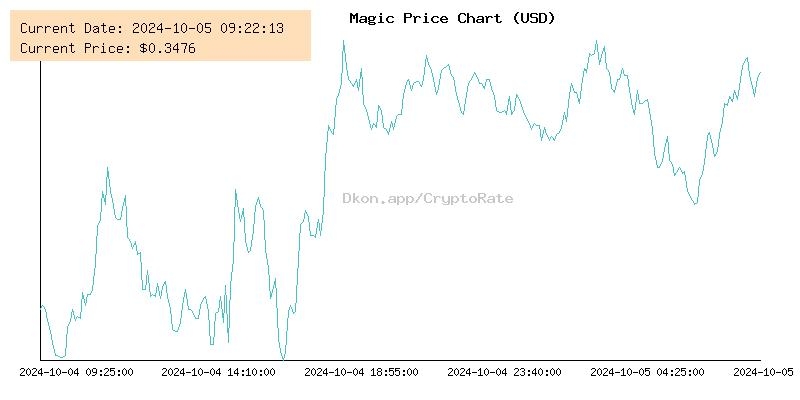 Magic Price Chart (USD)
Current Date: 2024-10-05 09:22:13
Current Price: $0.3476
Dkon.app/CryptoRate
2024-10-04 09:25:00 2024-10-04 14:10:00 2024-10-04 18:55:00 2024-10-04 23:40:00 2024-10-05 04:25:00 2024-10-05